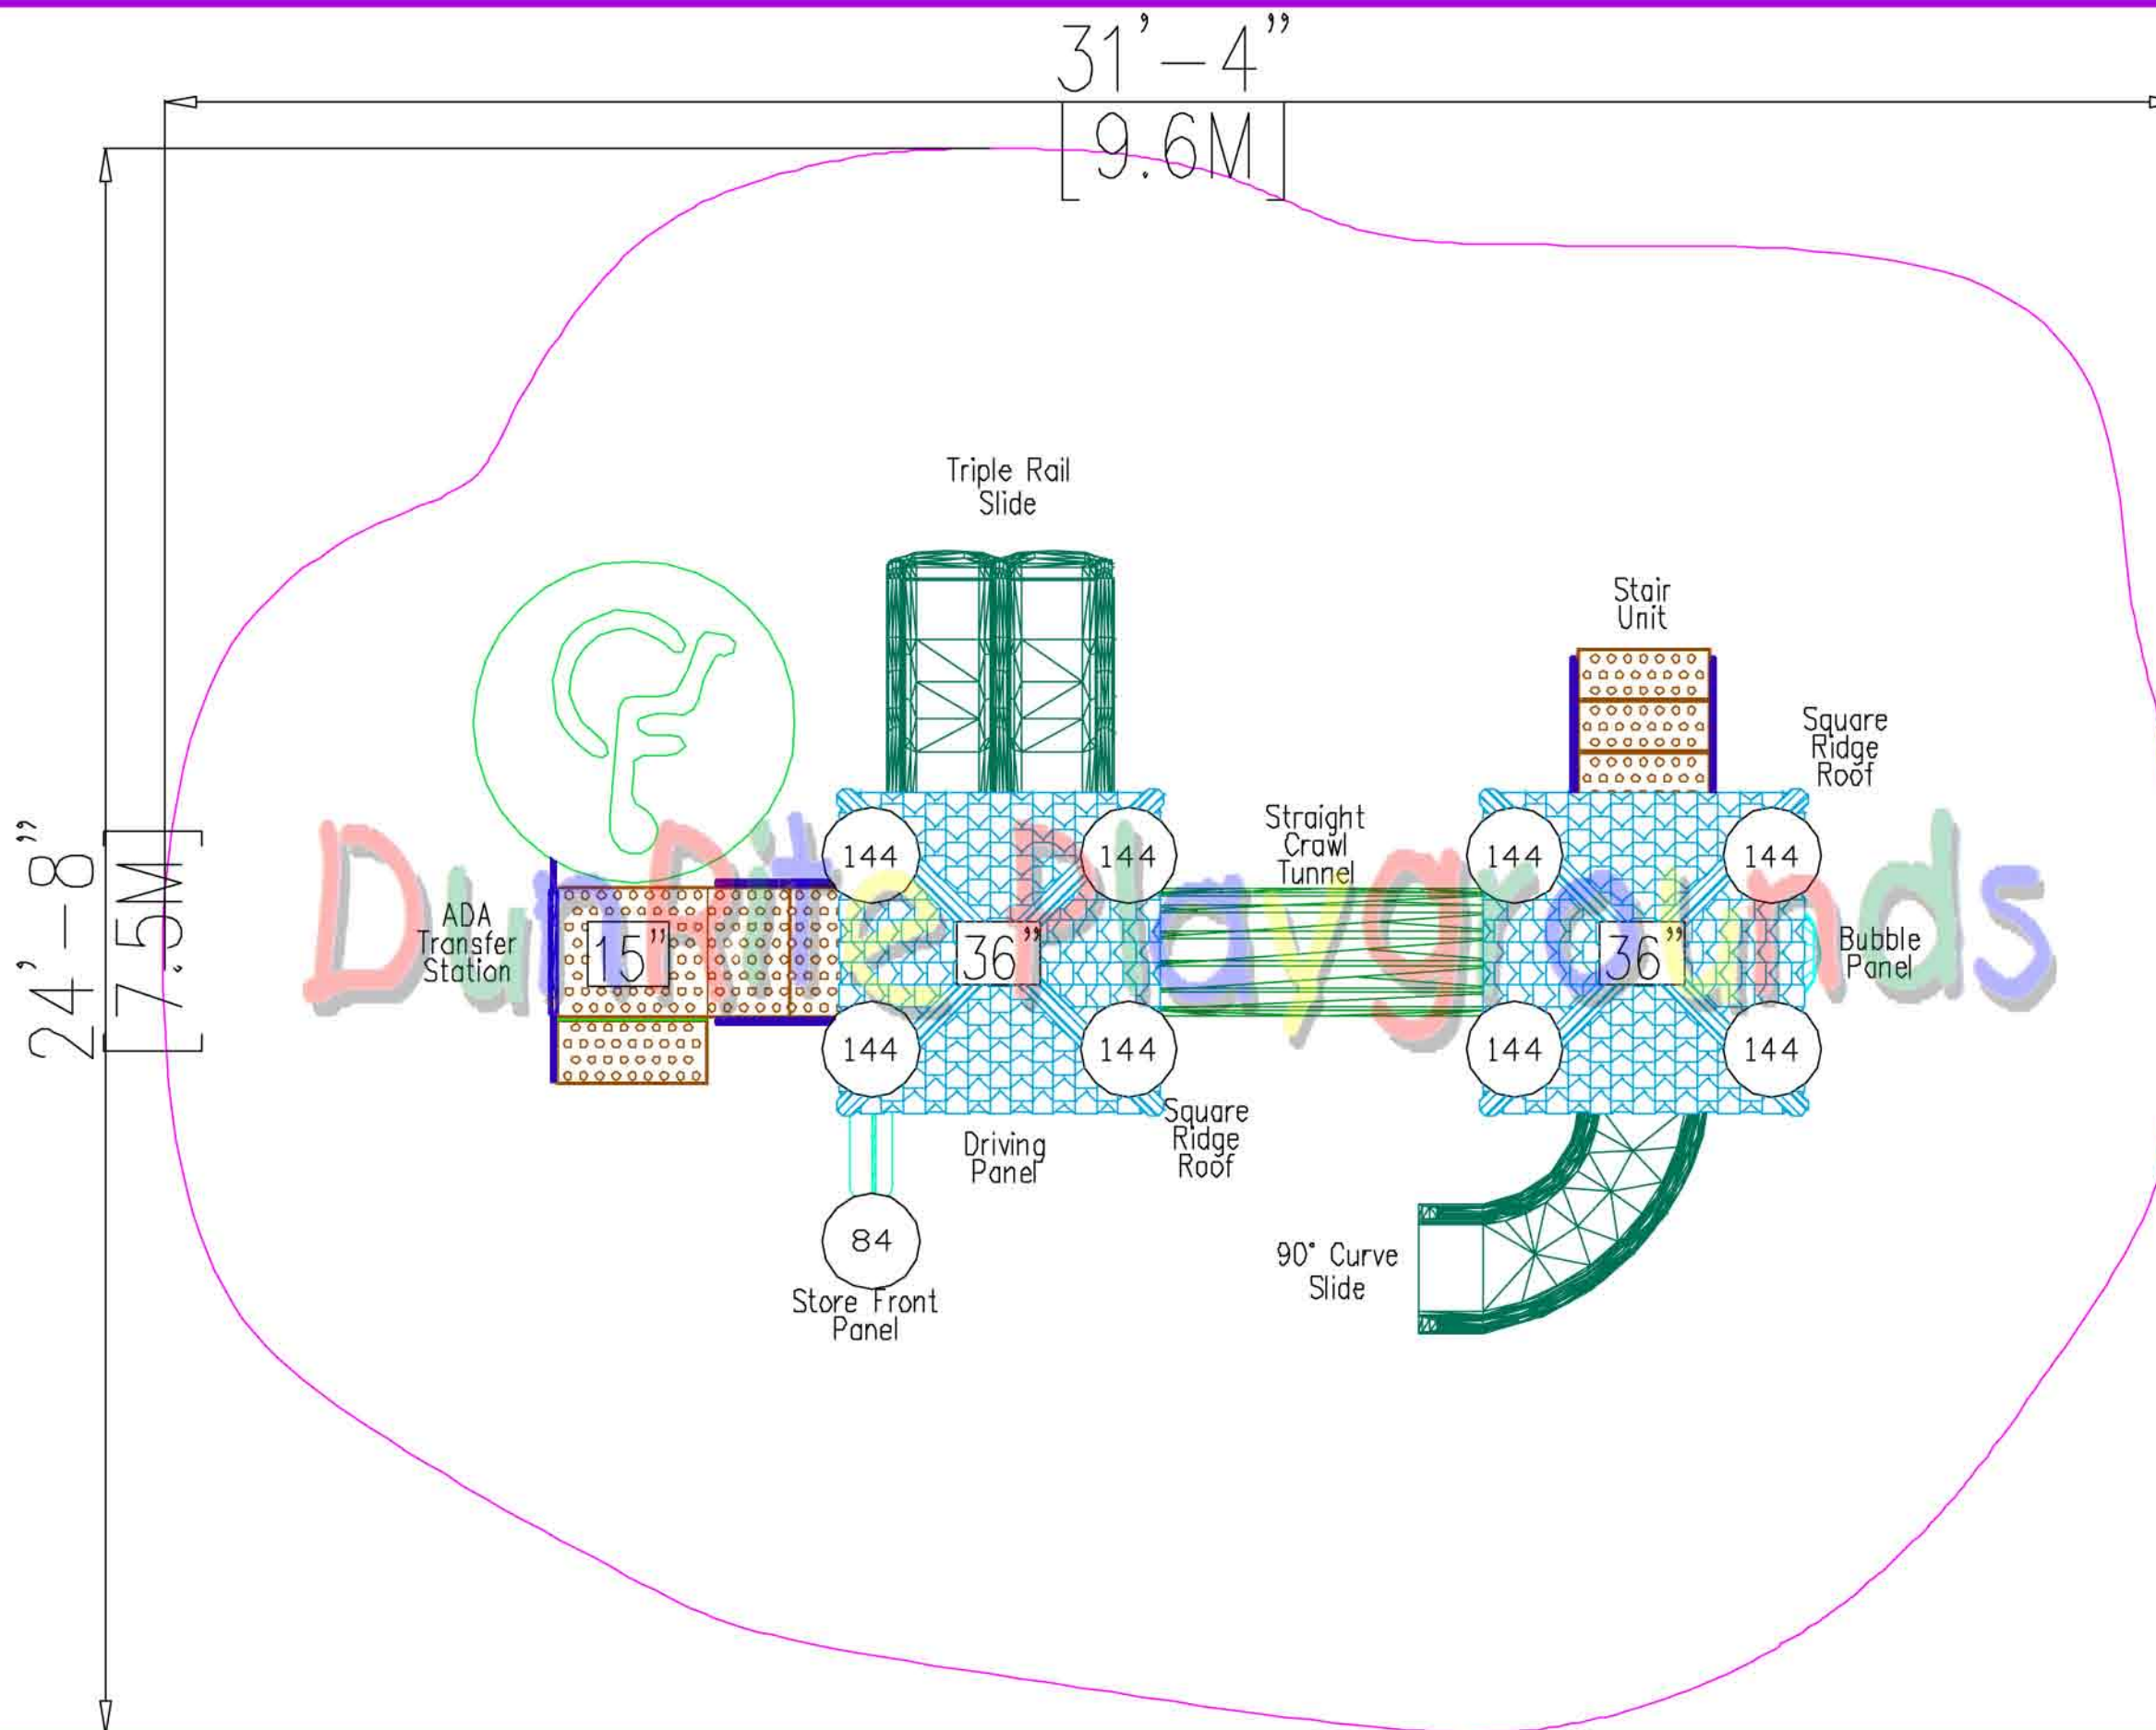 31'-4"
[9.6M]
24'-8"
[7.5M]
Triple Rail
Slide
Stair
Unit
Square
Ridge
Roof
Straight
Crawl
Tunnel
144
144
144
144
ADA
Transfer
Station
15"
36"
36"
Bubble
Panel
DunRite Playgrounds
144
144
144
144
Square
Ridge
Roof
Driving
Panel
84
Store Front
Panel
90° Curve
Slide